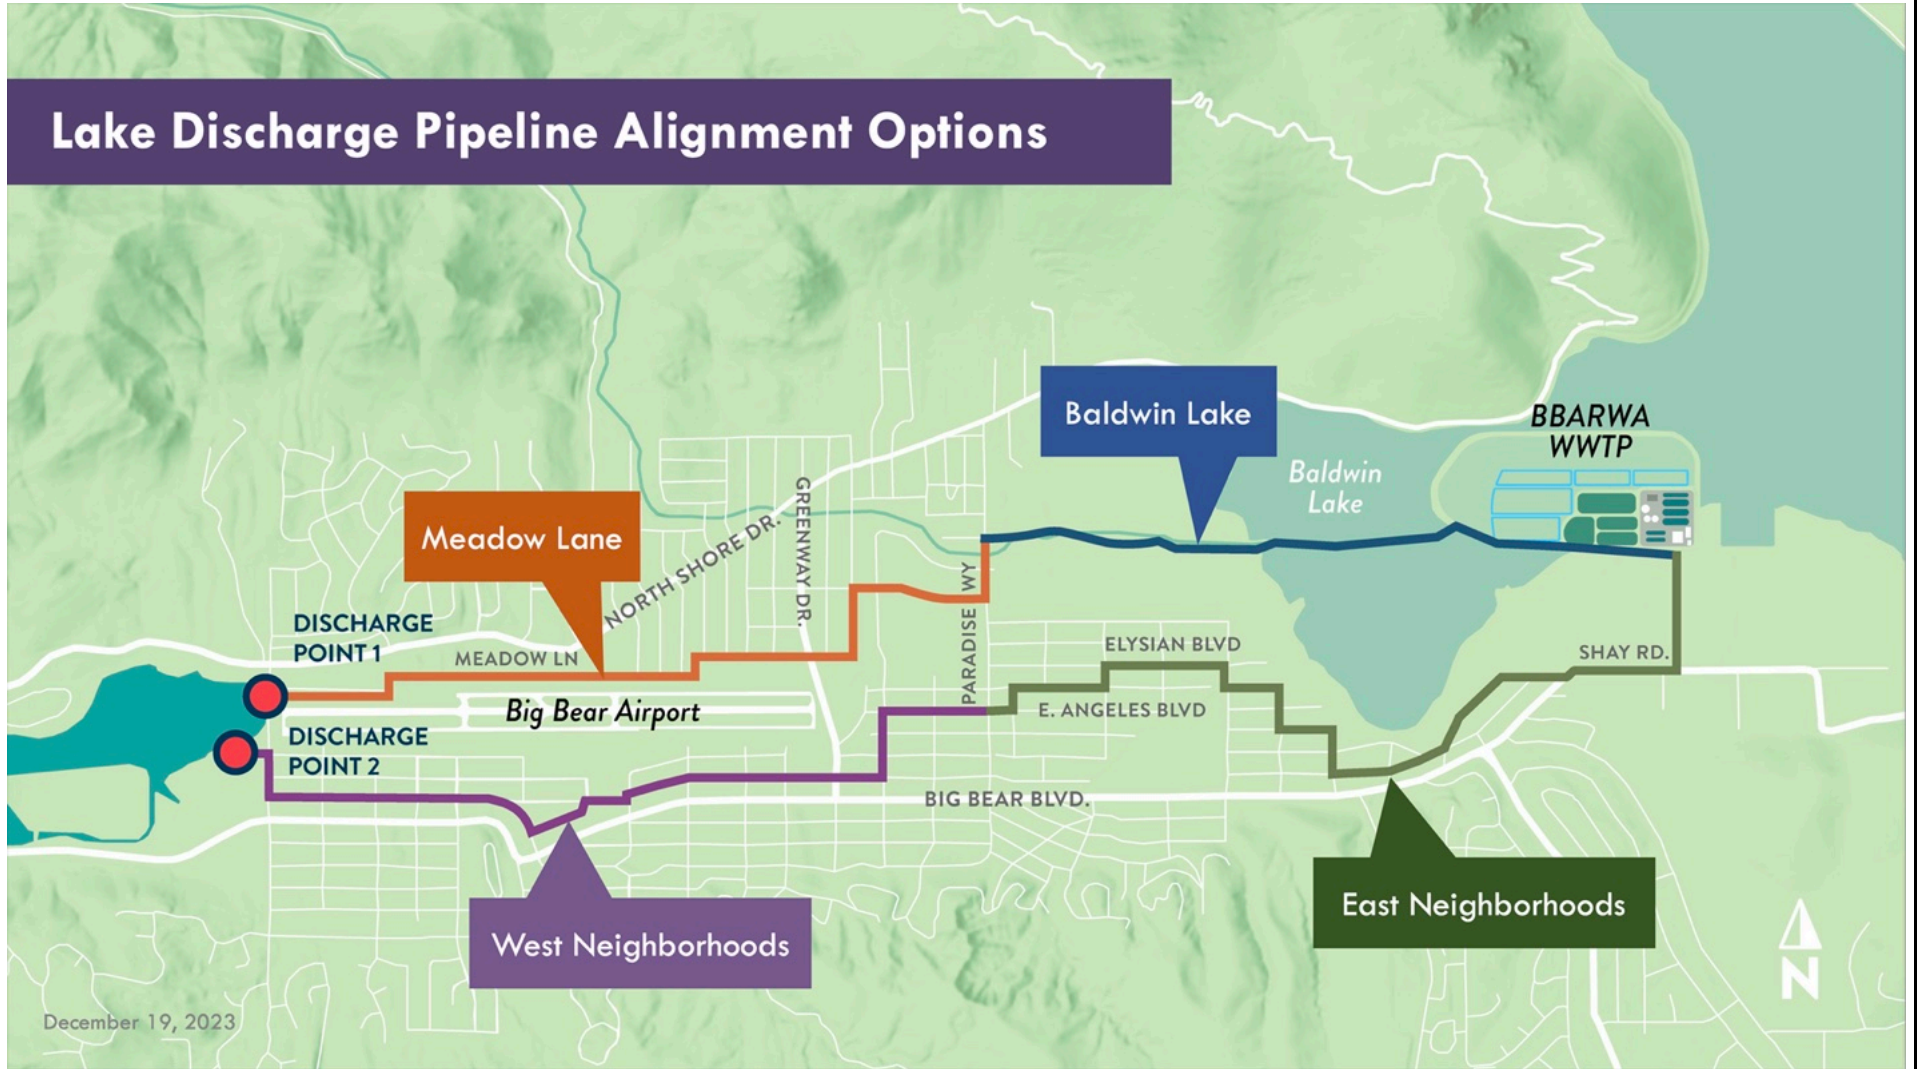 Lake Discharge Pipeline Alignment Options
BBARWA
WWTP
Baldwin Lake
Baldwin
Lake
GREENWAY DR.
NORTH SHORE DR.
Meadow Lane
PARADISE WY
DISCHARGE
POINT 1
MEADOW LN
ELYSIAN BLVD
SHAY RD.
Big Bear Airport
E. ANGELES BLVD
DISCHARGE
POINT 2
BIG BEAR BLVD.
East Neighborhoods
West Neighborhoods
N
December 19, 2023